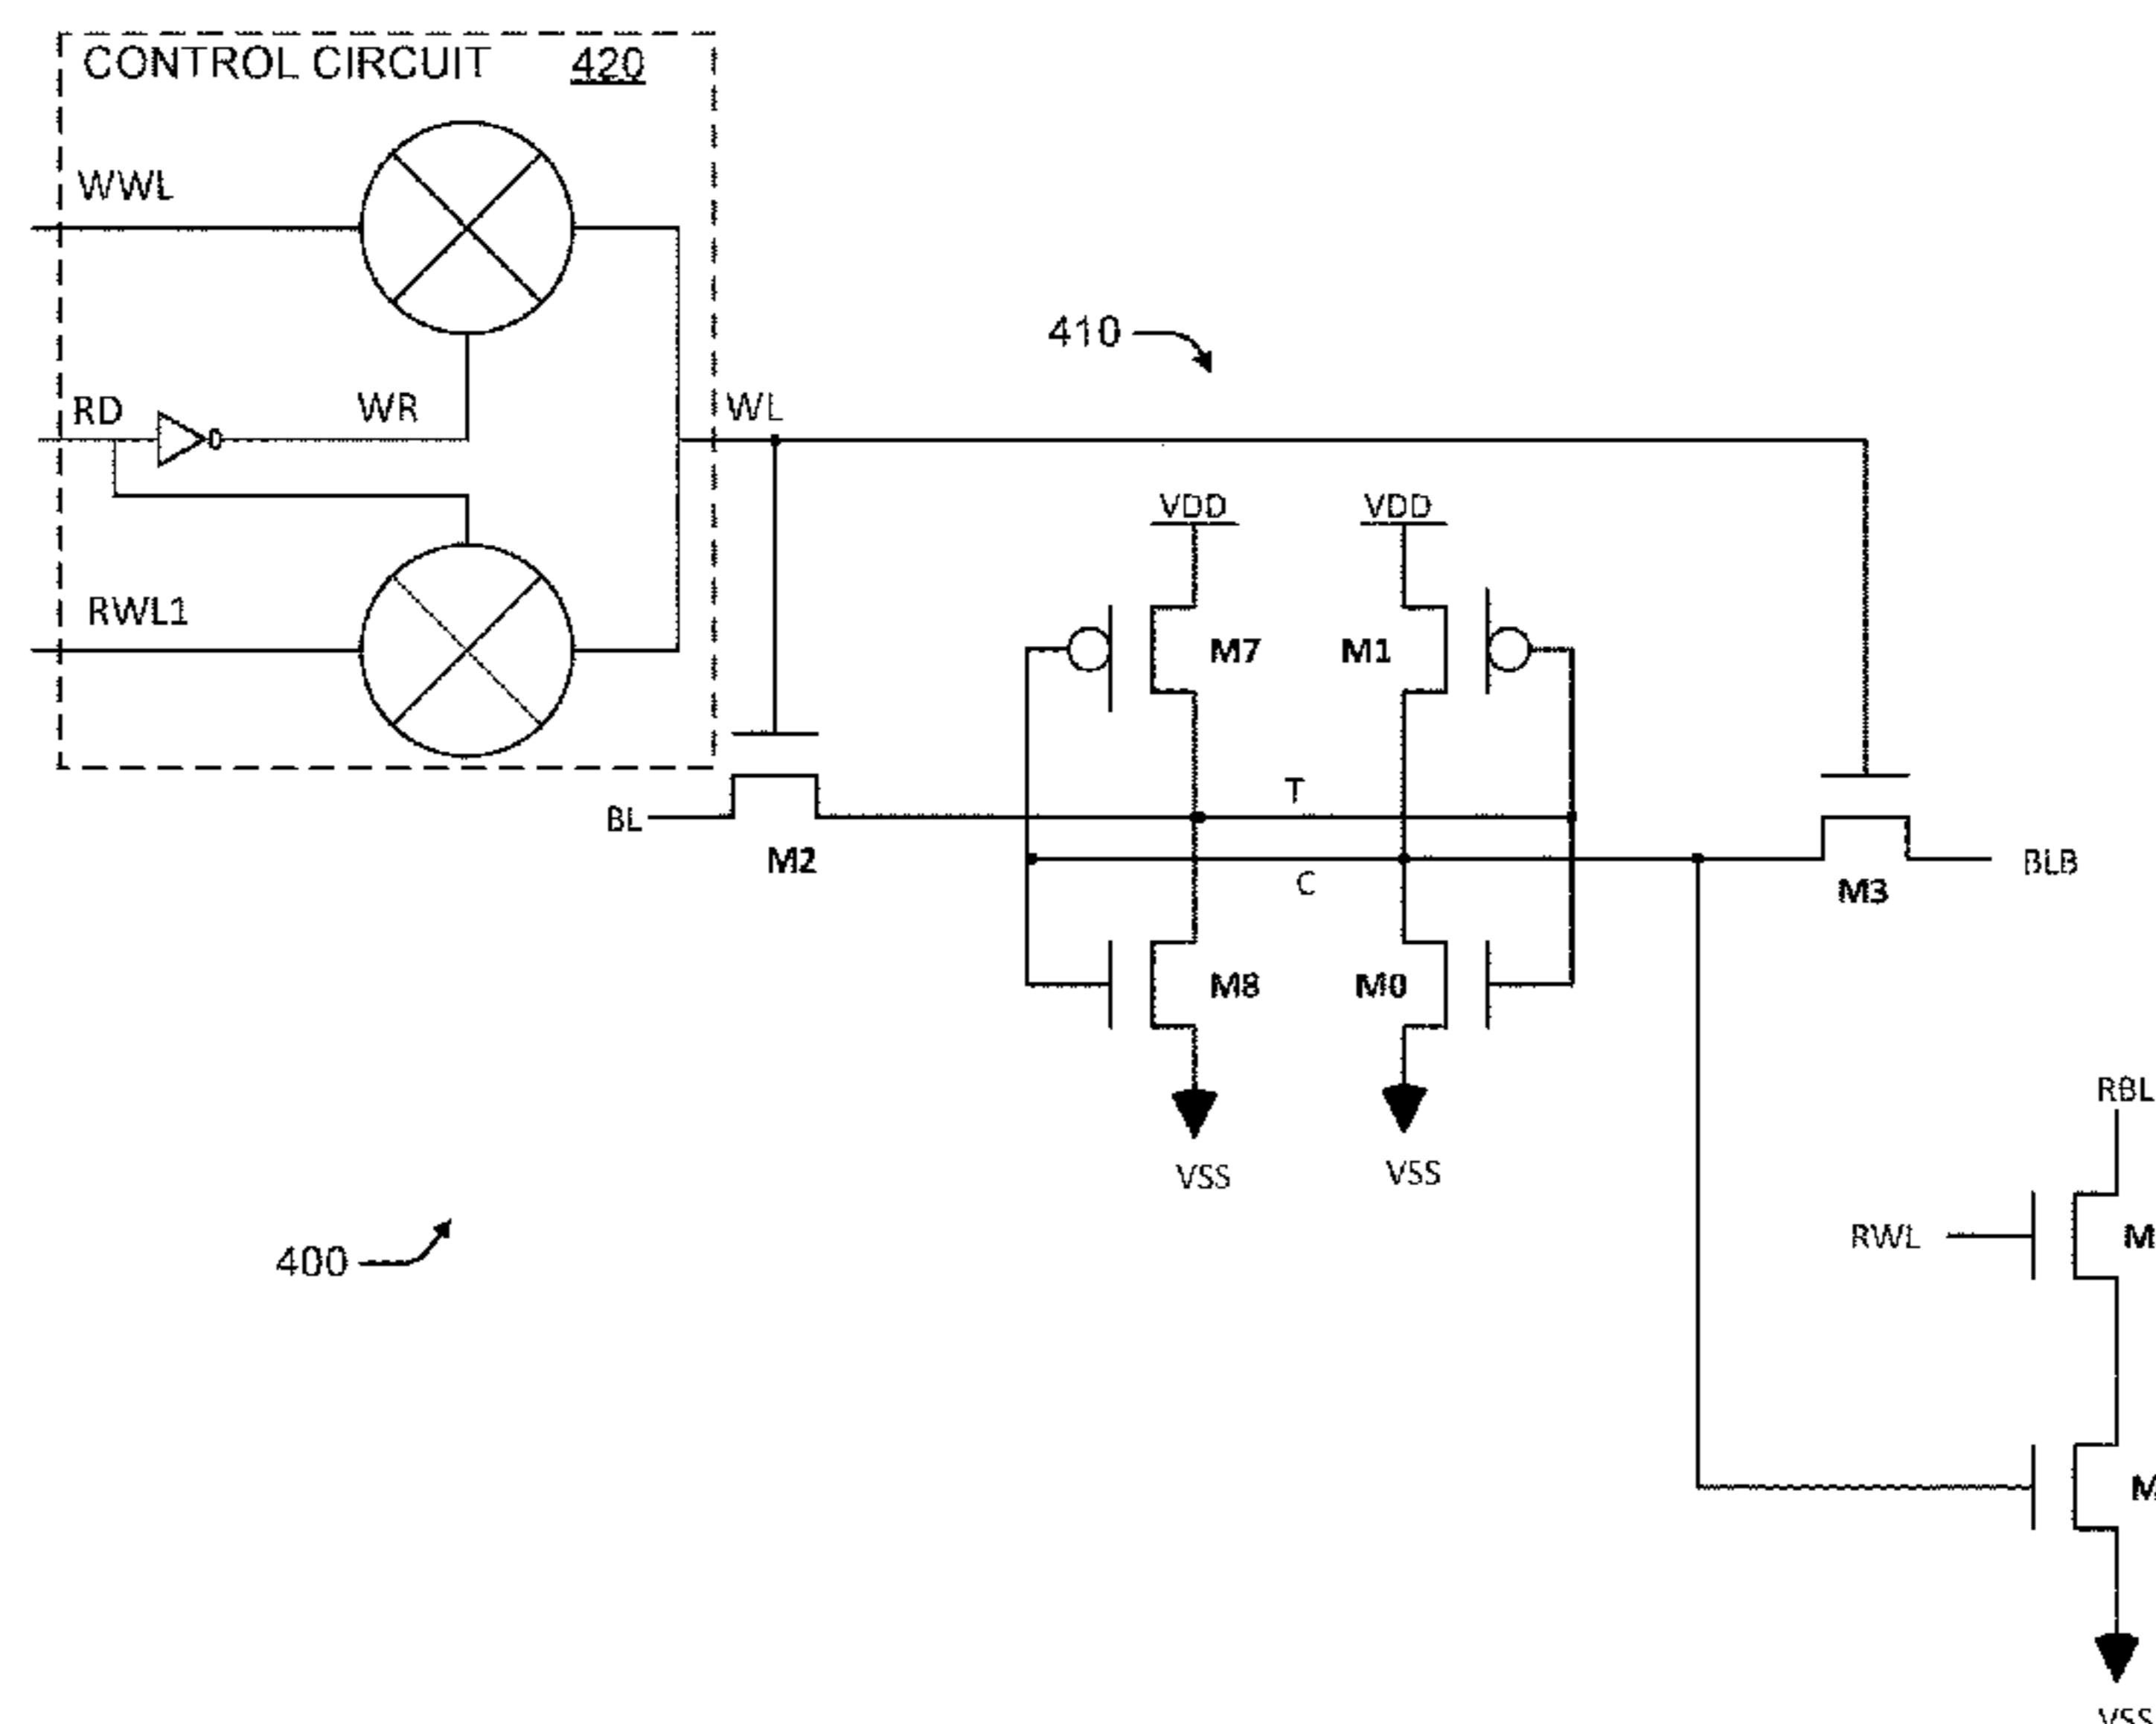 CONTROL CIRCUIT 420
WWL
410
RD WR WL
VDD VDD
RWL1 M7 M1
T
BL
M2 C M3 BLB
M8 M0
RBL
VSS VSS
RWL
400
VSS